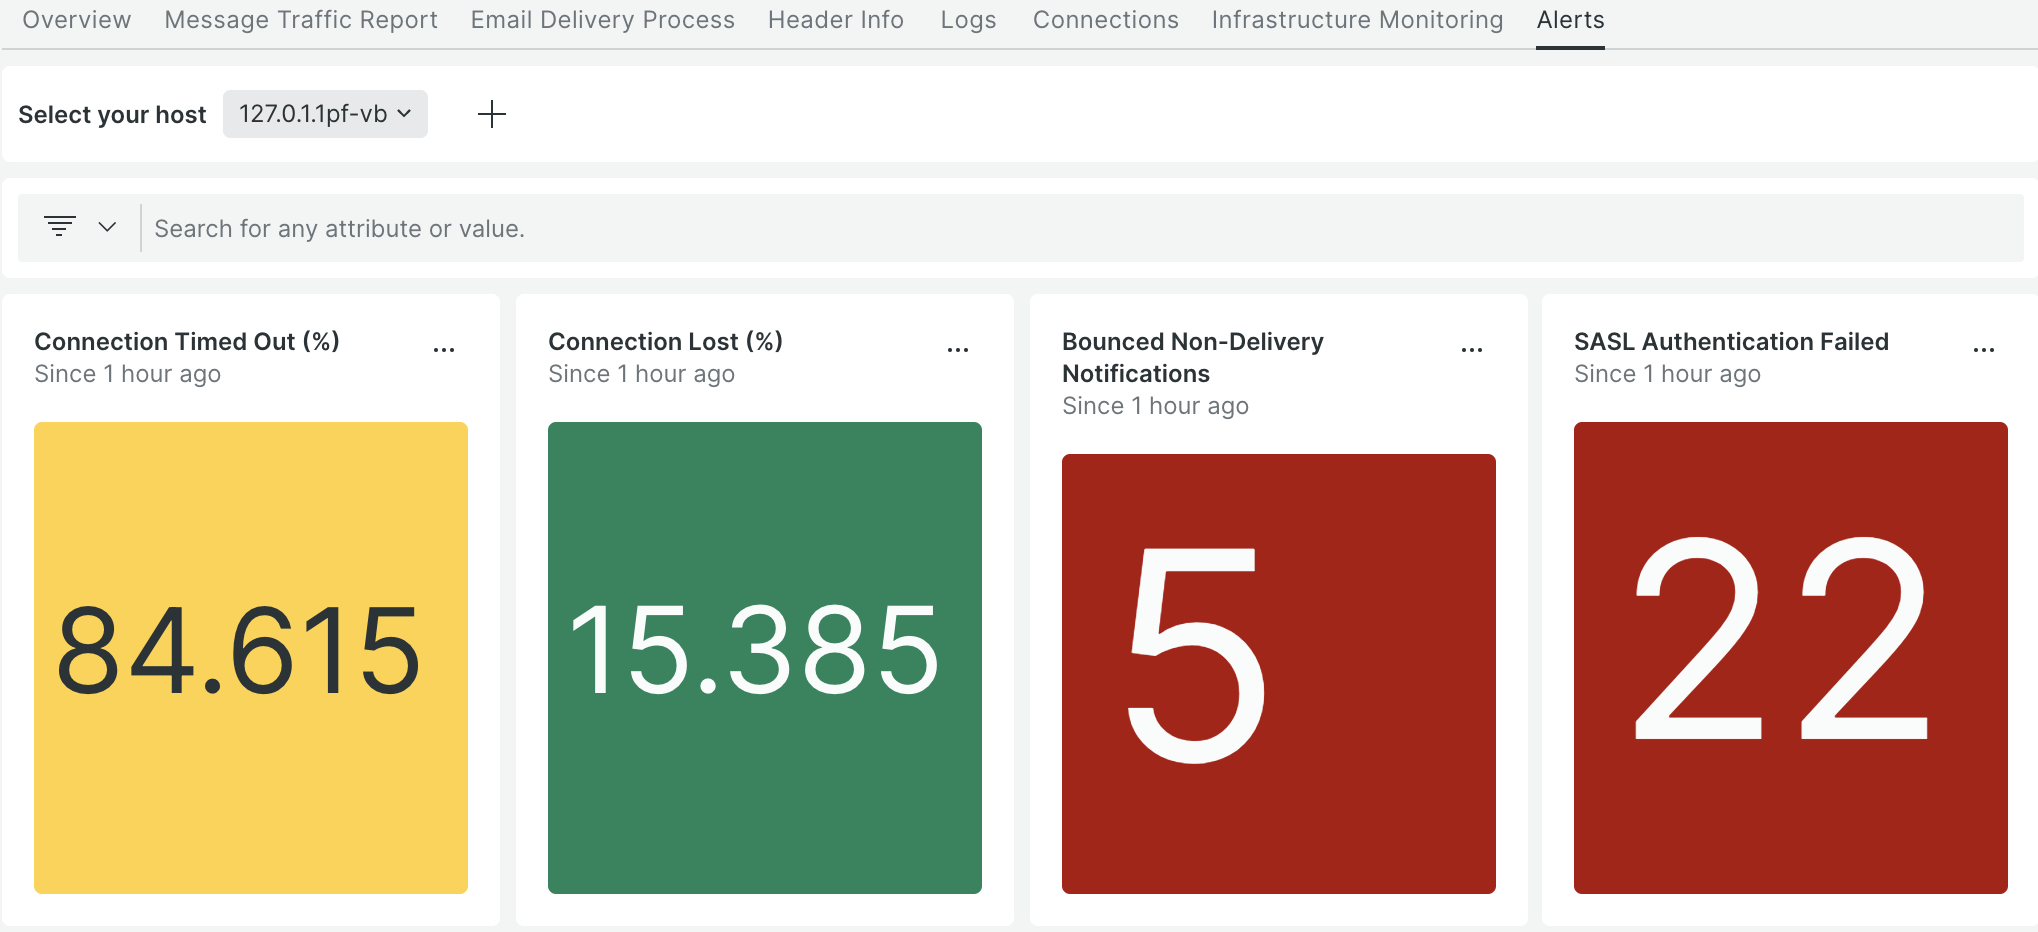 Overview Message Traffic Report Email Delivery Process Header Info Logs Connections Infrastructure Monitoring Alerts
Select your host 127.0.1.1pf-vb
Search for any attribute or value.
Connection Timed Out (%)
Since 1 hour ago
84.615
Connection Lost (%)
Since 1 hour ago
15.385
Bounced Non-Delivery
Notifications
Since 1 hour ago
5
SASL Authentication Failed
Since 1 hour ago
22